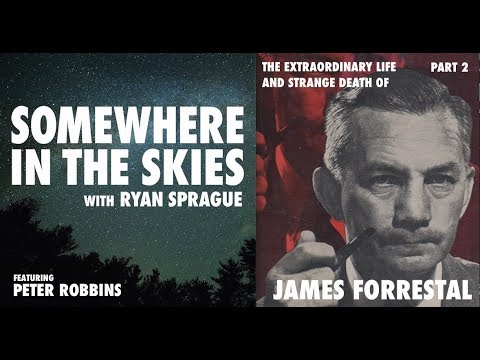 SOMEWHERE
IN THE SKIES
WITH RYAN SPRAGUE
FEATURING
PETER ROBBINS
THE EXTRAORDINARY LIFE
AND STRANGE DEATH OF
PART 2
JAMES FORRESTAL